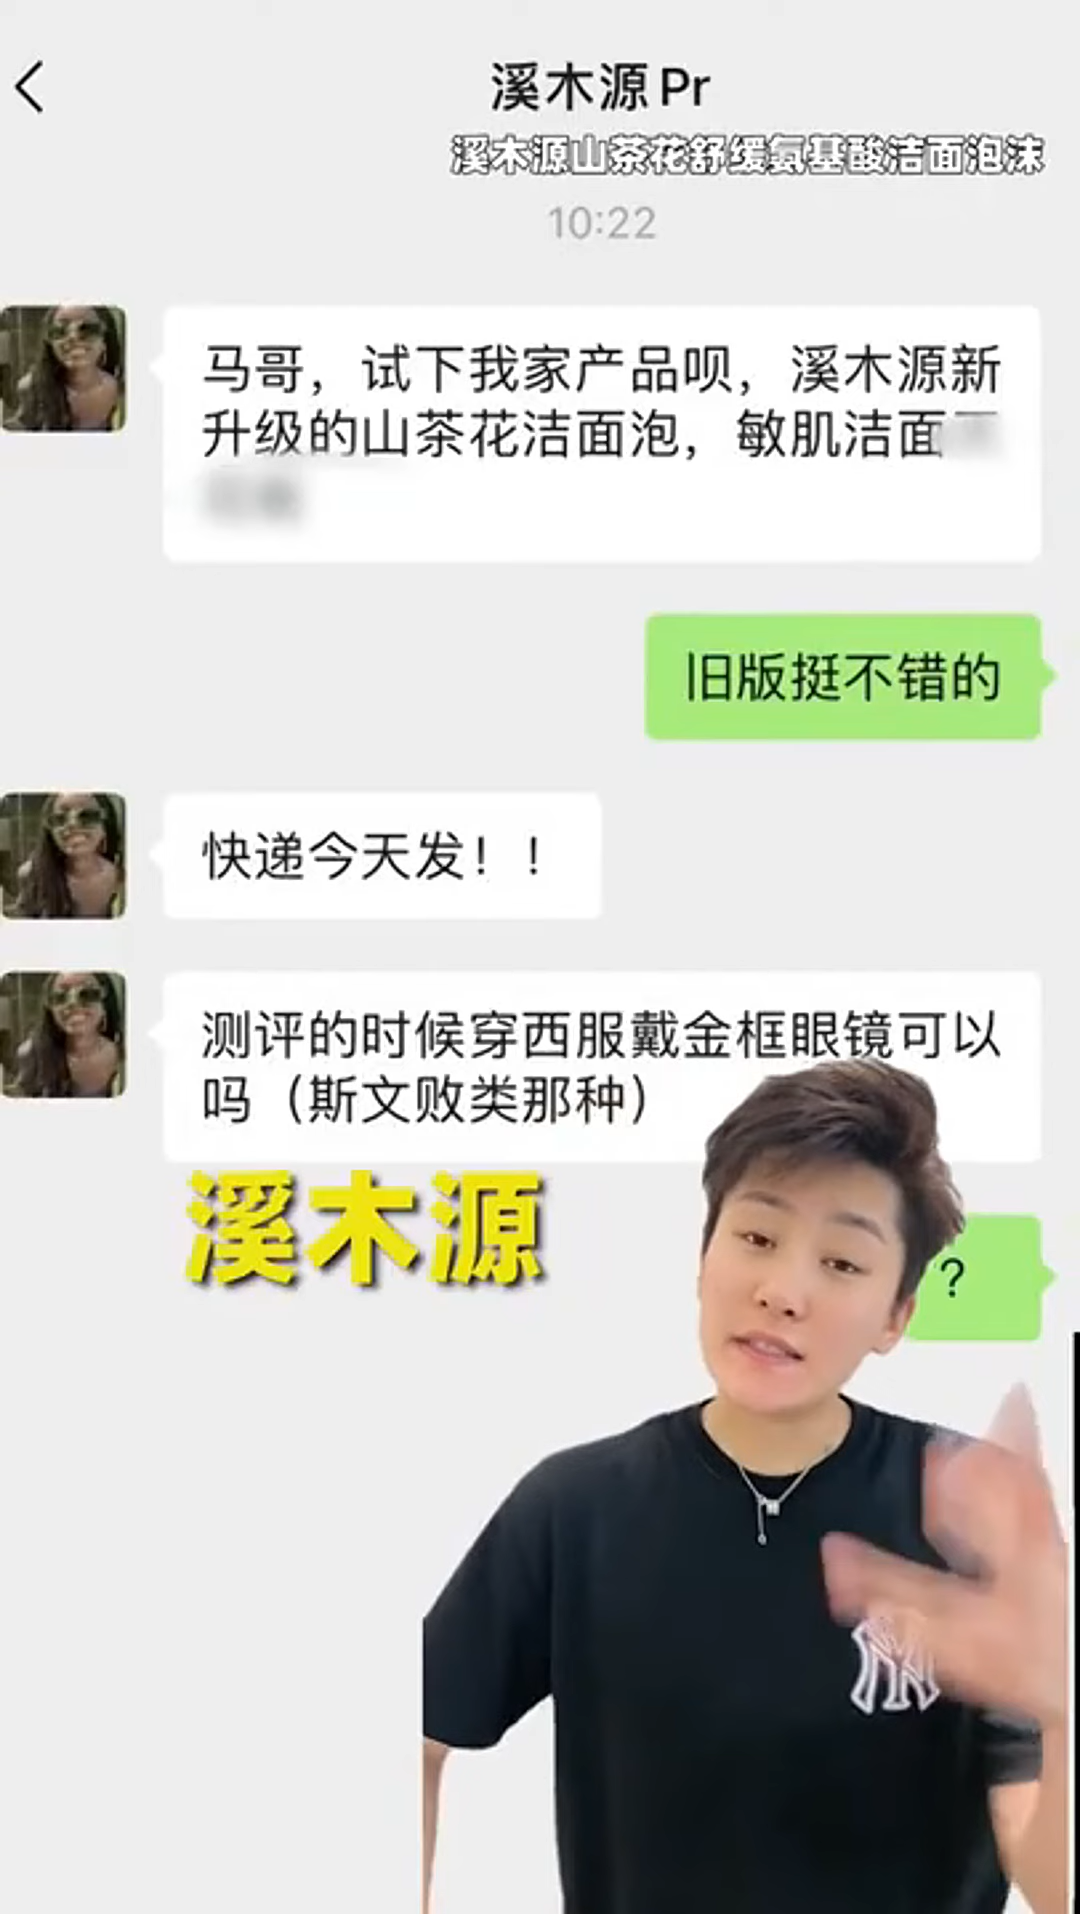 溪木源Pr
溪木源山茶花舒缓氨基酸洁面泡沫
10:22
马哥，试下我家产品呗，溪木源新
升级的山茶花洁面泡，敏肌洁面
旧版挺不错的
快递今天发！！
测评的时候穿西服戴金框眼镜可以
吗（斯文败类那种）
溪木源
？
NY